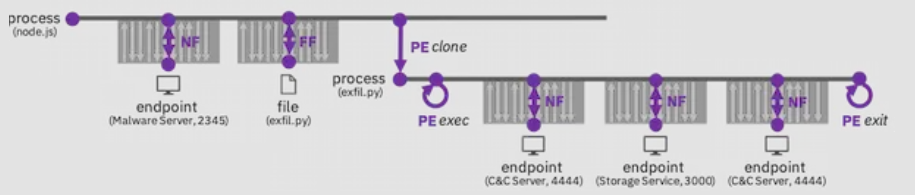 process
(node.js)
NF
FF
PE clone
endpoint
(Malware Server, 2345)
file
(exfil.py)
process
(exfil.py)
PE exec
NF
NF
NF
PE exit
endpoint
(C&C Server, 4444)
endpoint
(Storage Service, 3000)
endpoint
(C&C Server, 4444)